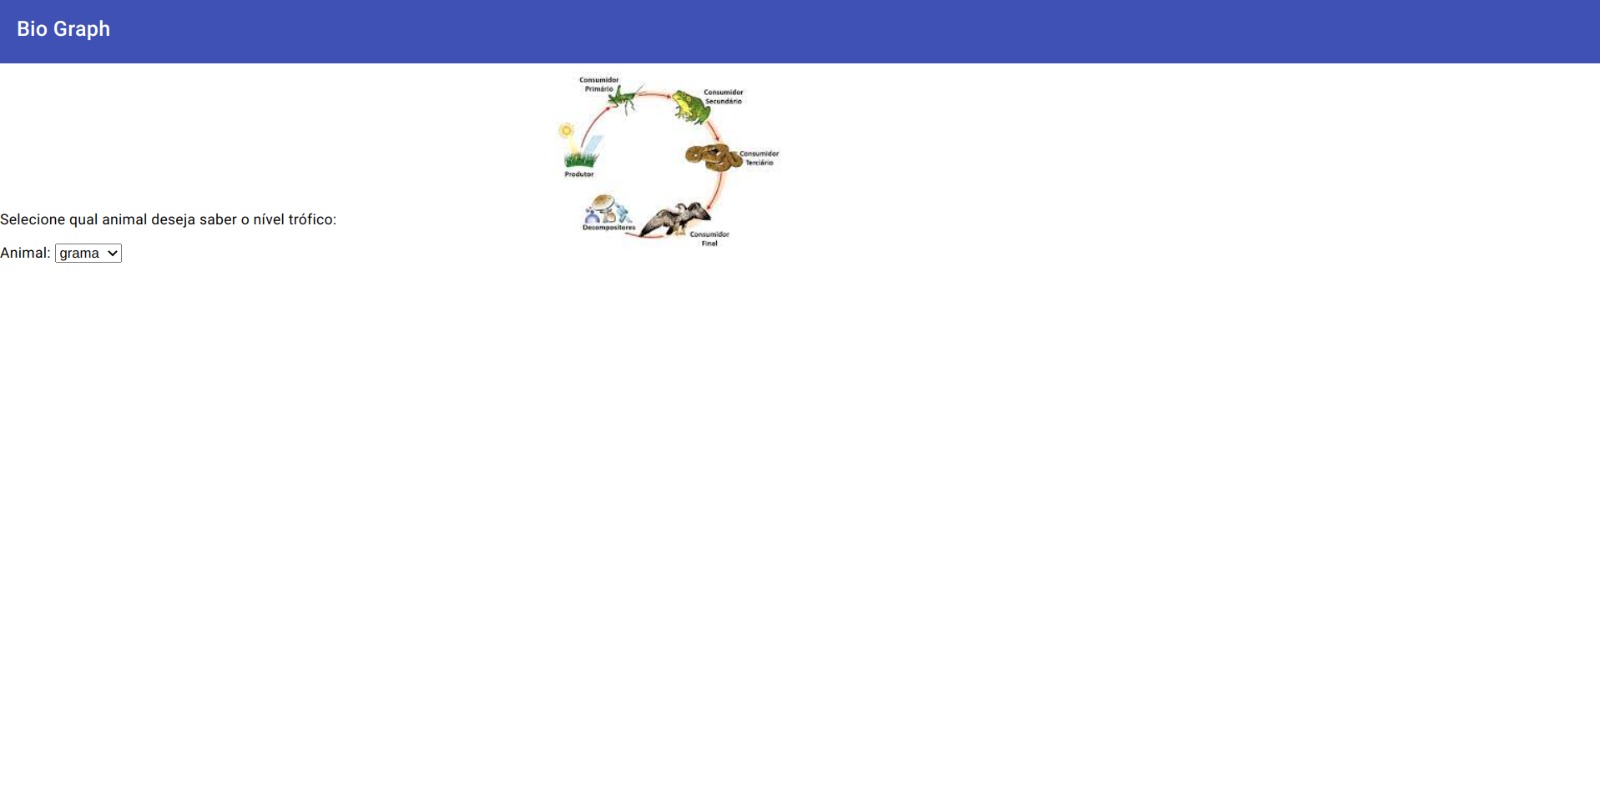 Bio Graph
Consumidor
Primário
Consumidor
Secundário
Consumidor
Terciário
Produtor
Decompositores
Consumidor
Final
Selecione qual animal deseja saber o nível trófico:
Animal: grama